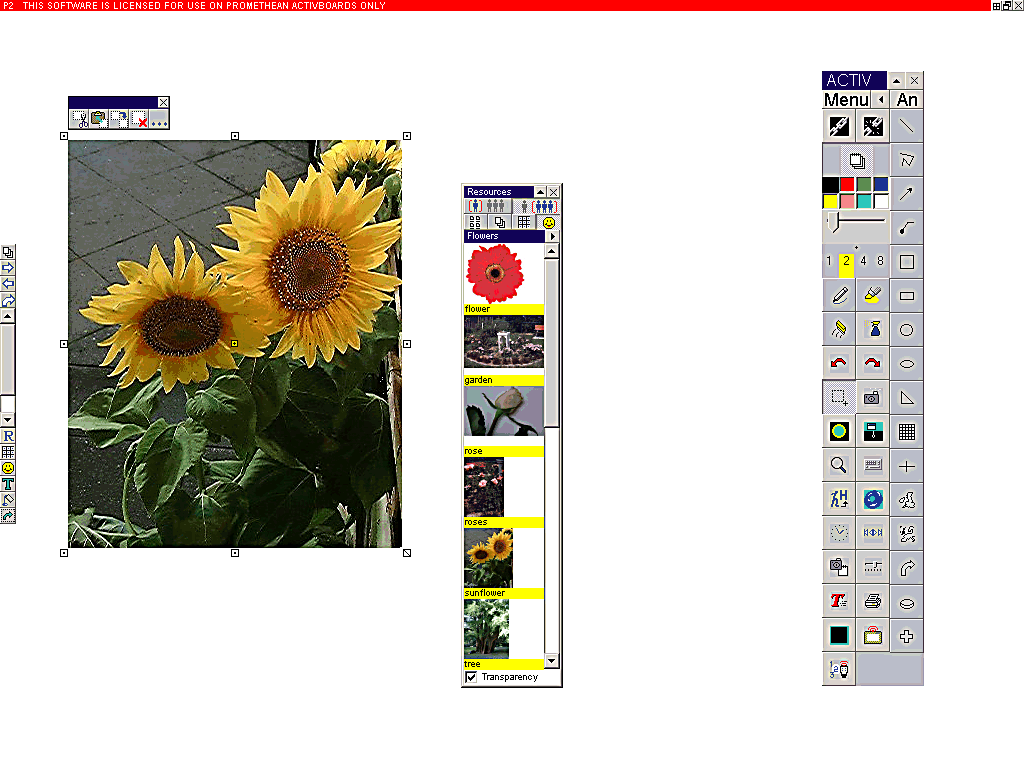 P2 THIS SOFTWARE IS LICENSED FOR USE ON PROMETHEAN ACTIVBOARDS ONLY
ACTIV
Menu An
1 2 4 8
Resources
Flowers
flower
garden
rose
roses
sunflower
tree
Transparency
R
T